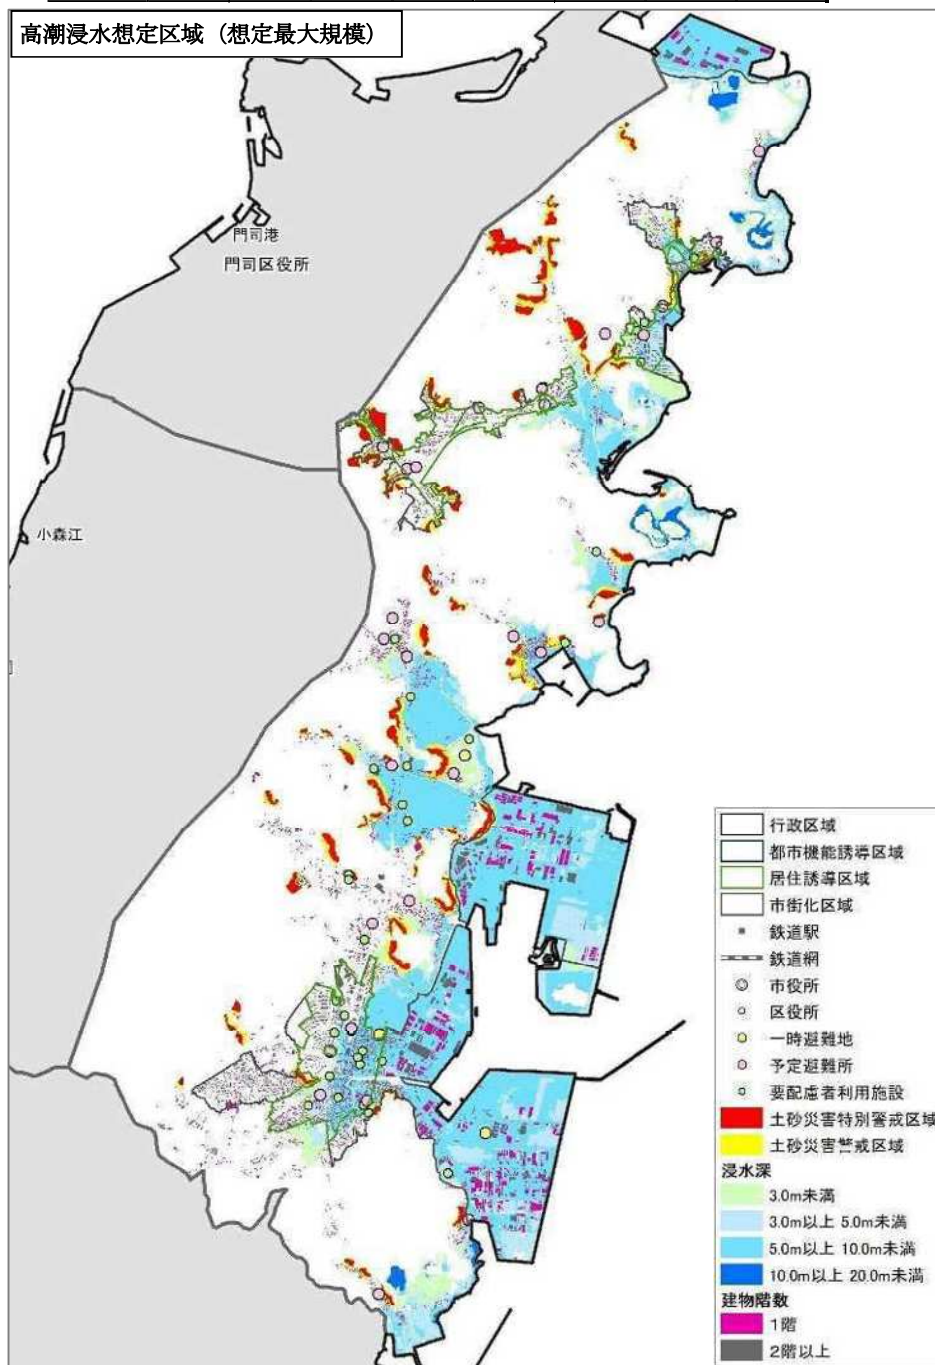 高潮浸水想定区域（想定最大規模）
門司港
門司区役所
小森江
行政区域
都市機能誘導区域
居住誘導区域
市街化区域
鉄道駅
鉄道網
市役所
区役所
一時避難地
予定避難所
要配慮者利用施設
土砂災害特別警戒区域
土砂災害警戒区域
浸水深
3.0m未満
3.0m以上 5.0m未満
5.0m以上 10.0m未満
10.0m以上 20.0m未満
建物階数
1階
2階以上